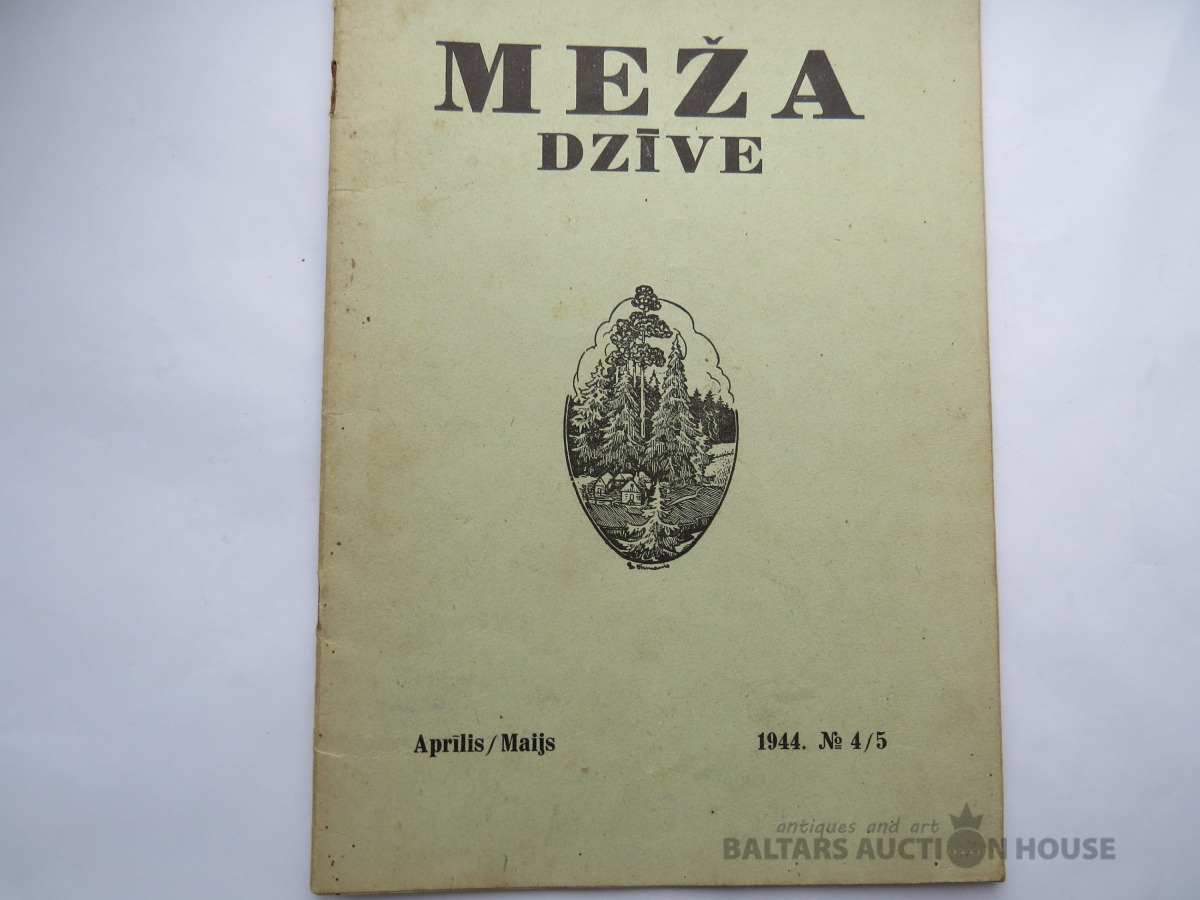 MEŽA
DZĪVE
Aprīlis/Maijs
1944. № 4/5
antiques and art
BALTARS AUCTION HOUSE